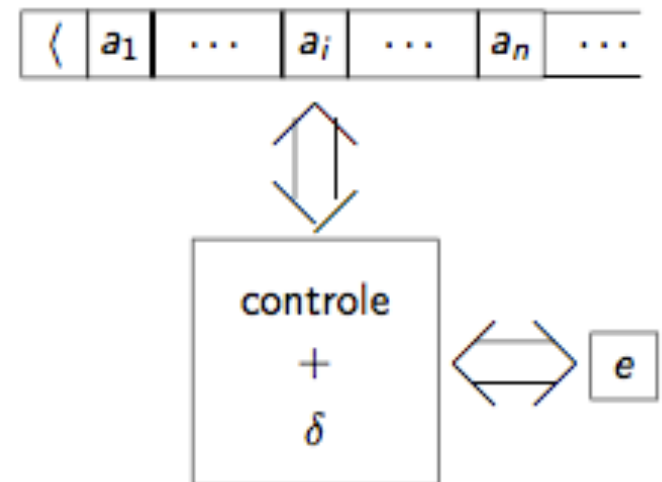 ⟨ a₁ ··· aᵢ ··· aₙ ···
controle
+
δ
e